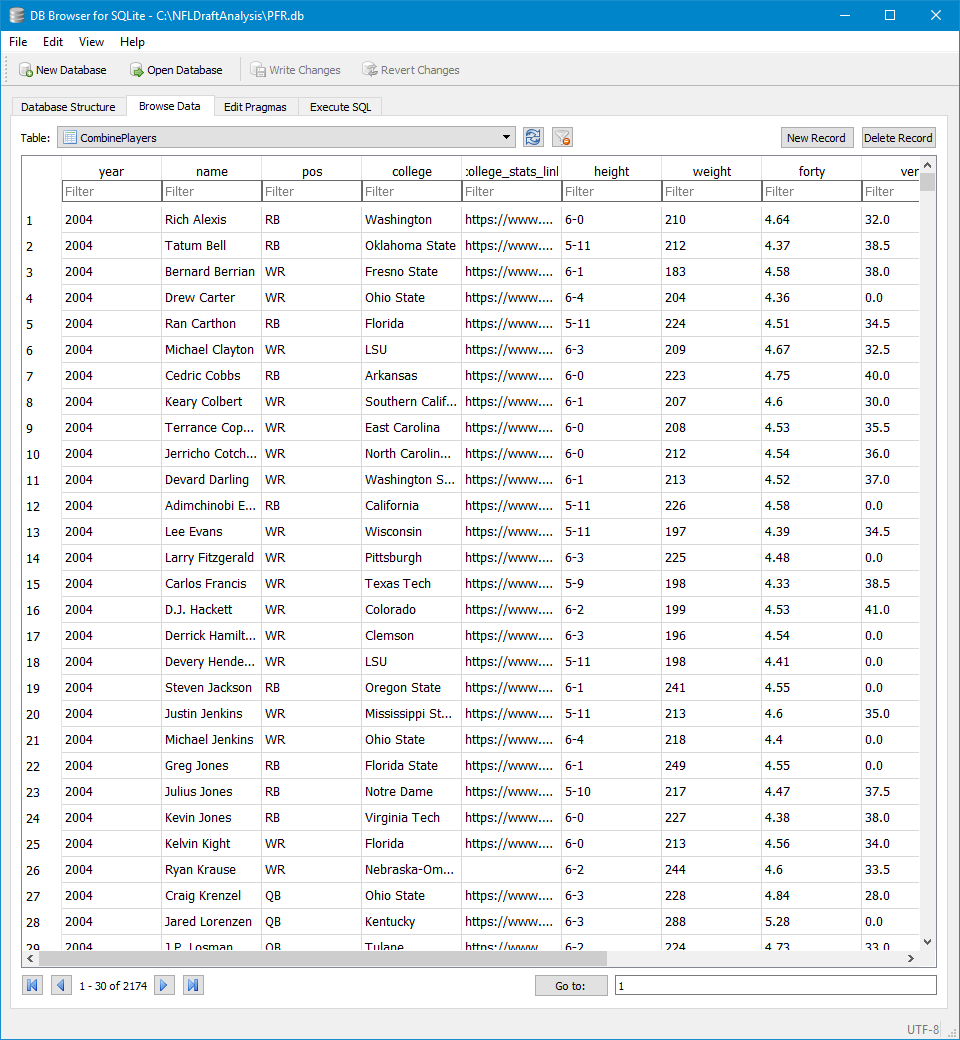 DB Browser for SQLite - C:\NFLDraftAnalysis\PFR.db
File Edit View Help
New Database Open Database Write Changes Revert Changes
Database Structure Browse Data Edit Pragmas Execute SQL
Table: CombinePlayers New Record Delete Record
year name pos college :ollege_stats_linl height weight forty ver
Filter Filter Filter Filter Filter Filter Filter Filter Filter
1 2004 Rich Alexis RB Washington https://www.... 6-0 210 4.64 32.0
2 2004 Tatum Bell RB Oklahoma State https://www.... 5-11 212 4.37 38.5
3 2004 Bernard Berrian WR Fresno State https://www.... 6-1 183 4.58 38.0
4 2004 Drew Carter WR Ohio State https://www.... 6-4 204 4.36 0.0
5 2004 Ran Carthon RB Florida https://www.... 5-11 224 4.51 34.5
6 2004 Michael Clayton WR LSU https://www.... 6-3 209 4.67 32.5
7 2004 Cedric Cobbs RB Arkansas https://www.... 6-0 223 4.75 40.0
8 2004 Keary Colbert WR Southern Calif... https://www.... 6-1 207 4.6 30.0
9 2004 Terrance Cop... WR East Carolina https://www.... 6-0 208 4.53 35.5
10 2004 Jerricho Cotch... WR North Carolin... https://www.... 6-0 212 4.54 36.0
11 2004 Devard Darling WR Washington S... https://www.... 6-1 213 4.52 37.0
12 2004 Adimchinobi E... RB California https://www.... 5-11 226 4.58 0.0
13 2004 Lee Evans WR Wisconsin https://www.... 5-11 197 4.39 34.5
14 2004 Larry Fitzgerald WR Pittsburgh https://www.... 6-3 225 4.48 0.0
15 2004 Carlos Francis WR Texas Tech https://www.... 5-9 198 4.33 38.5
16 2004 D.J. Hackett WR Colorado https://www.... 6-2 199 4.53 41.0
17 2004 Derrick Hamilt... WR Clemson https://www.... 6-3 196 4.54 0.0
18 2004 Devery Hende... WR LSU https://www.... 5-11 198 4.41 0.0
19 2004 Steven Jackson RB Oregon State https://www.... 6-1 241 4.55 0.0
20 2004 Justin Jenkins WR Mississippi St... https://www.... 5-11 213 4.6 35.0
21 2004 Michael Jenkins WR Ohio State https://www.... 6-4 218 4.4 0.0
22 2004 Greg Jones RB Florida State https://www.... 6-1 249 4.55 0.0
23 2004 Julius Jones RB Notre Dame https://www.... 5-10 217 4.47 37.5
24 2004 Kevin Jones RB Virginia Tech https://www.... 6-0 227 4.38 38.0
25 2004 Kelvin Kight WR Florida https://www.... 6-0 213 4.56 34.0
26 2004 Ryan Krause WR Nebraska-Om... 6-2 244 4.6 33.5
27 2004 Craig Krenzel QB Ohio State https://www.... 6-3 228 4.84 28.0
28 2004 Jared Lorenzen QB Kentucky https://www.... 6-3 288 5.28 0.0
29 2004 J.P. Losman QB Tulane https://www.... 6-2 224 4.73 33.0
1 - 30 of 2174 Go to: 1
UTF-8